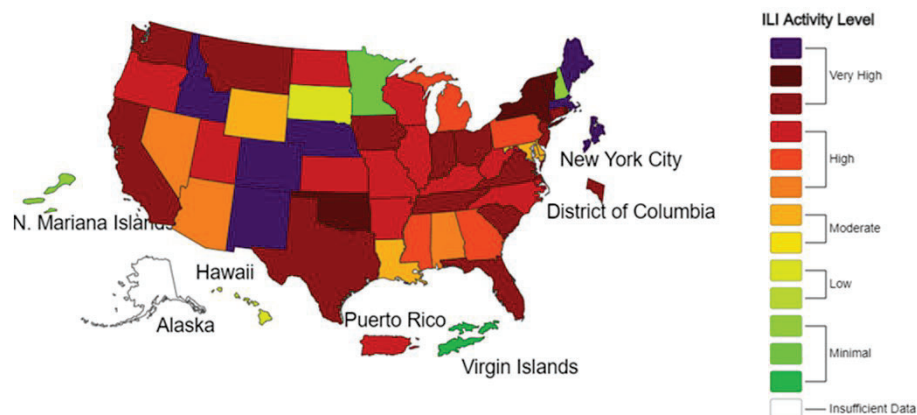 ILI Activity Level
Very High
High
Moderate
Low
Minimal
Insufficient Data
New York City
District of Columbia
N. Mariana Islands
Hawaii
Alaska
Puerto Rico
Virgin Islands